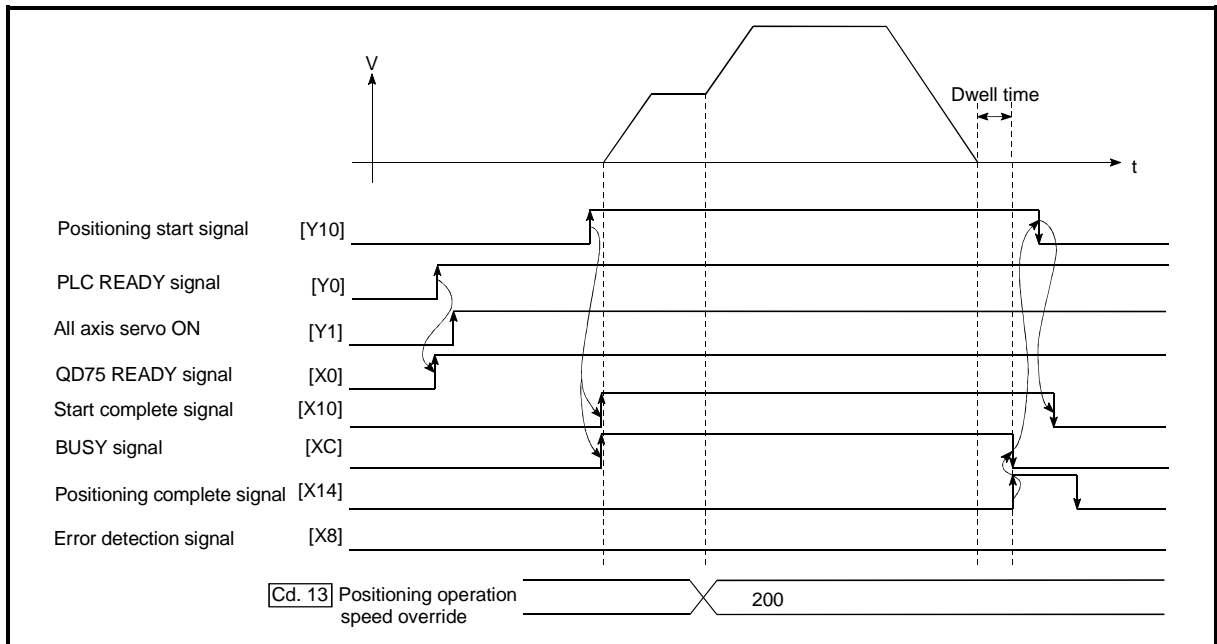 V
Dwell time
t
Positioning start signal [Y10]
PLC READY signal [Y0]
All axis servo ON [Y1]
QD75 READY signal [X0]
Start complete signal [X10]
BUSY signal [XC]
Positioning complete signal [X14]
Error detection signal [X8]
Cd. 13 Positioning operation
speed override
200